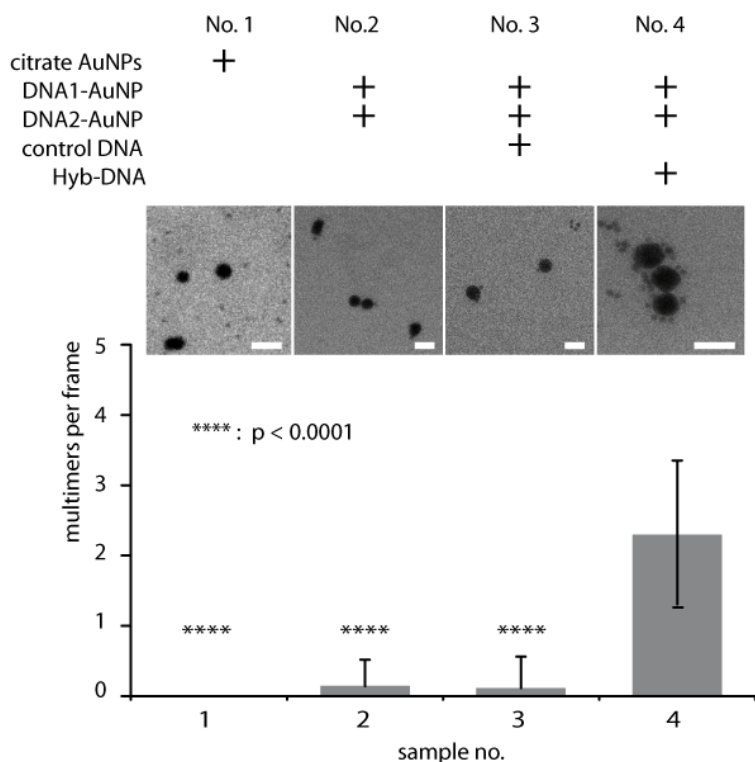 No. 1 No.2 No. 3 No. 4
citrate AuNPs +
DNA1-AuNP + + +
DNA2-AuNP + + +
control DNA +
Hyb-DNA +
5
4
3
2
1
0
multimers per frame
**** : p < 0.0001
**** **** ****
1 2 3 4
sample no.